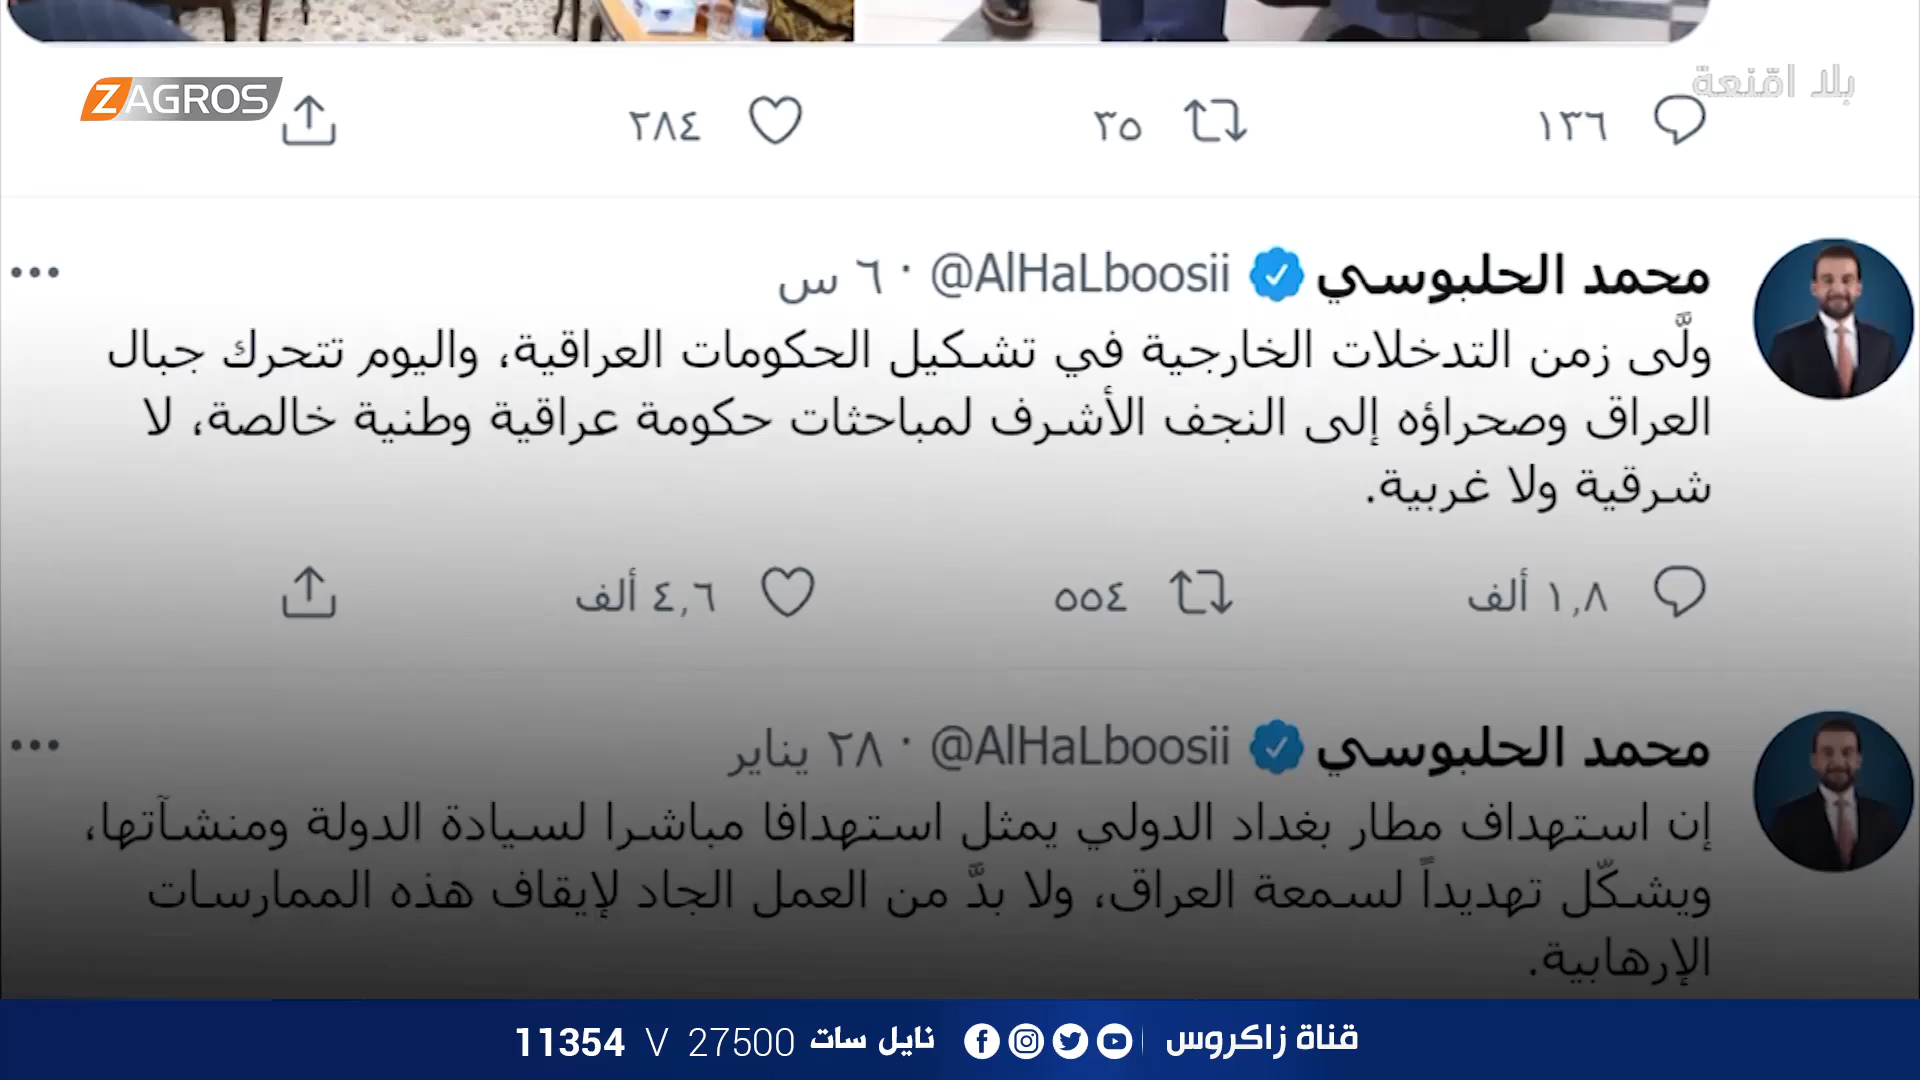 ZAGROS
بلا اقنعة
١٣٦ ٣٥ ٢٨٤
محمد الحلبوسي @AlHaLboosii · ٦ س
ولَّى زمن التدخلات الخارجية في تشكيل الحكومات العراقية، واليوم تتحرك جبال
العراق وصحراؤه إلى النجف الأشرف لمباحثات حكومة عراقية وطنية خالصة، لا
شرقية ولا غربية.
١,٨ ألف ٥٥٤ ٤,٦ ألف
محمد الحلبوسي @AlHaLboosii · ٢٨ يناير
إن استهداف مطار بغداد الدولي يمثل استهدافا مباشرا لسيادة الدولة ومنشآتها،
ويشكّل تهديداً لسمعة العراق، ولا بدَّ من العمل الجاد لإيقاف هذه الممارسات
الإرهابية.
قناة زاكروس نايل سات 27500 V 11354